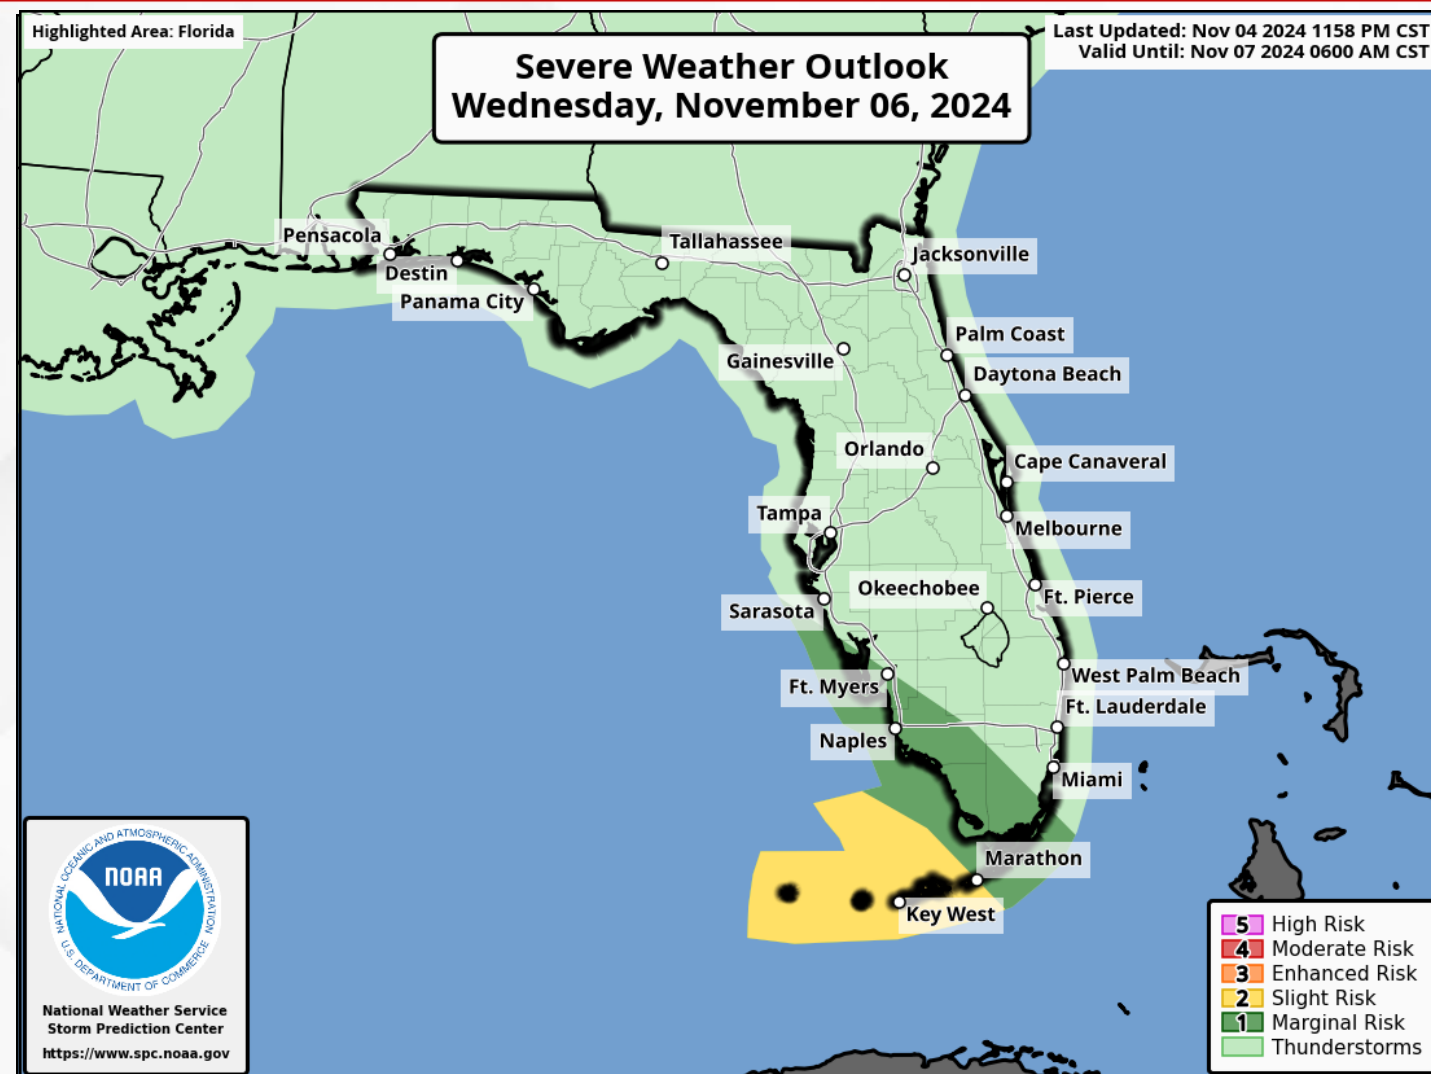 Highlighted Area: Florida
Last Updated: Nov 04 2024 1158 PM CST
Valid Until: Nov 07 2024 0600 AM CST
Severe Weather Outlook
Wednesday, November 06, 2024
Pensacola
Tallahassee
Jacksonville
Destin
Panama City
Palm Coast
Gainesville
Daytona Beach
Orlando
Cape Canaveral
Tampa
Melbourne
Okeechobee
Ft. Pierce
Sarasota
West Palm Beach
Ft. Myers
Ft. Lauderdale
Naples
Miami
Marathon
Key West
NATIONAL OCEANIC AND ATMOSPHERIC ADMINISTRATION
NOAA
U.S. DEPARTMENT OF COMMERCE
National Weather Service
Storm Prediction Center
https://www.spc.noaa.gov
5 High Risk
4 Moderate Risk
3 Enhanced Risk
2 Slight Risk
1 Marginal Risk
Thunderstorms